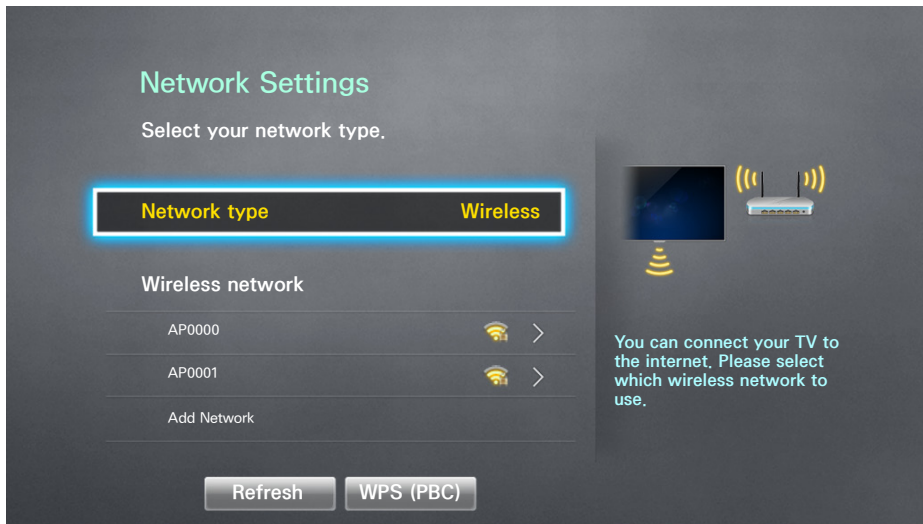 Network Settings
Select your network type.
Network type Wireless
Wireless network
AP0000
AP0001
Add Network
You can connect your TV to
the internet. Please select
which wireless network to
use.
Refresh WPS (PBC)